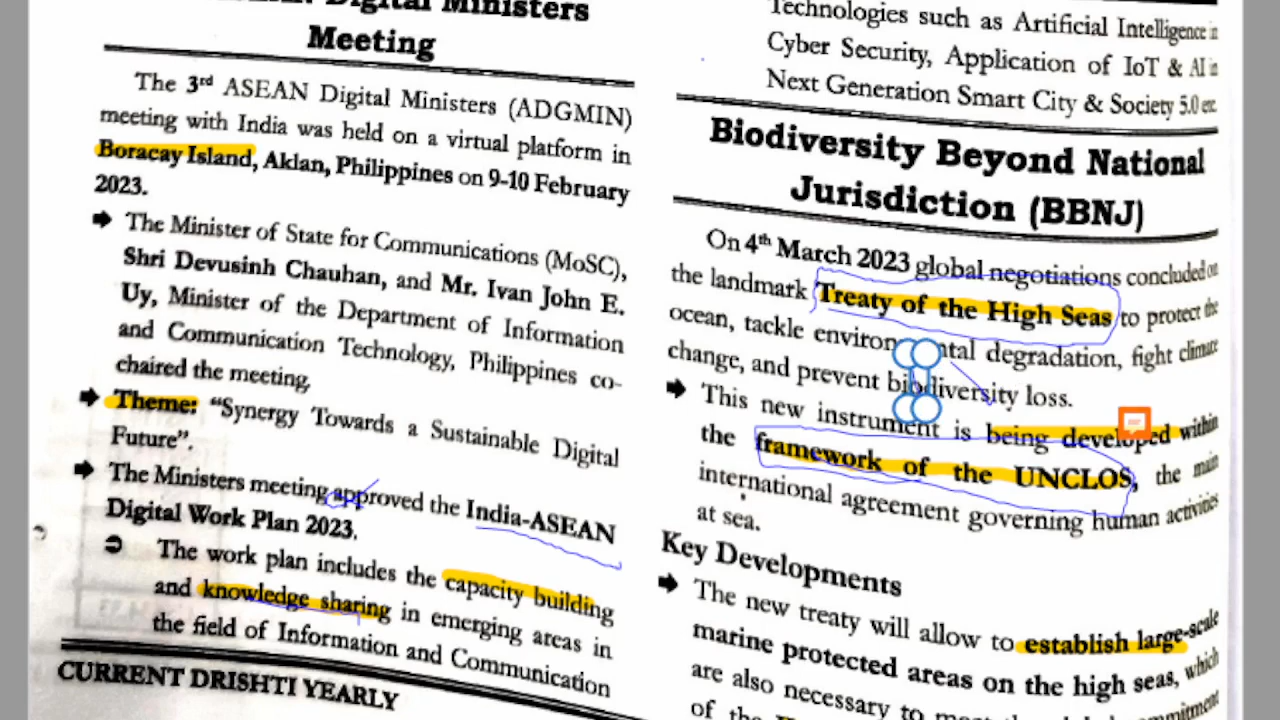 Digital Ministers
Meeting
The 3rd ASEAN Digital Ministers (ADGMIN)
meeting with India was held on a virtual platform in
Boracay Island, Aklan, Philippines on 9-10 February
2023.
The Minister of State for Communications (MoSC),
Shri Devusinh Chauhan, and Mr. Ivan John E.
Uy, Minister of the Department of Information
and Communication Technology, Philippines co-
chaired the meeting.
Theme: “Synergy Towards a Sustainable Digital
Future”.
The Ministers meeting approved the India-ASEAN
Digital Work Plan 2023.
The work plan includes the capacity building
and knowledge sharing in emerging areas in
the field of Information and Communication
CURRENT DRISHTI YEARLY
Technologies such as Artificial Intelligence in
Cyber Security, Application of IoT & AI in
Next Generation Smart City & Society 5.0 etc.
Biodiversity Beyond National
Jurisdiction (BBNJ)
On 4th March 2023 global negotiations concluded on
the landmark Treaty of the High Seas to protect the
ocean, tackle environmental degradation, fight climate
change, and prevent biodiversity loss.
This new instrument is being developed within
the framework of the UNCLOS, the main
international agreement governing human activities
at sea.
Key Developments
The new treaty will allow to establish large-scale
marine protected areas on the high seas, which
are also necessary to meet the
of the